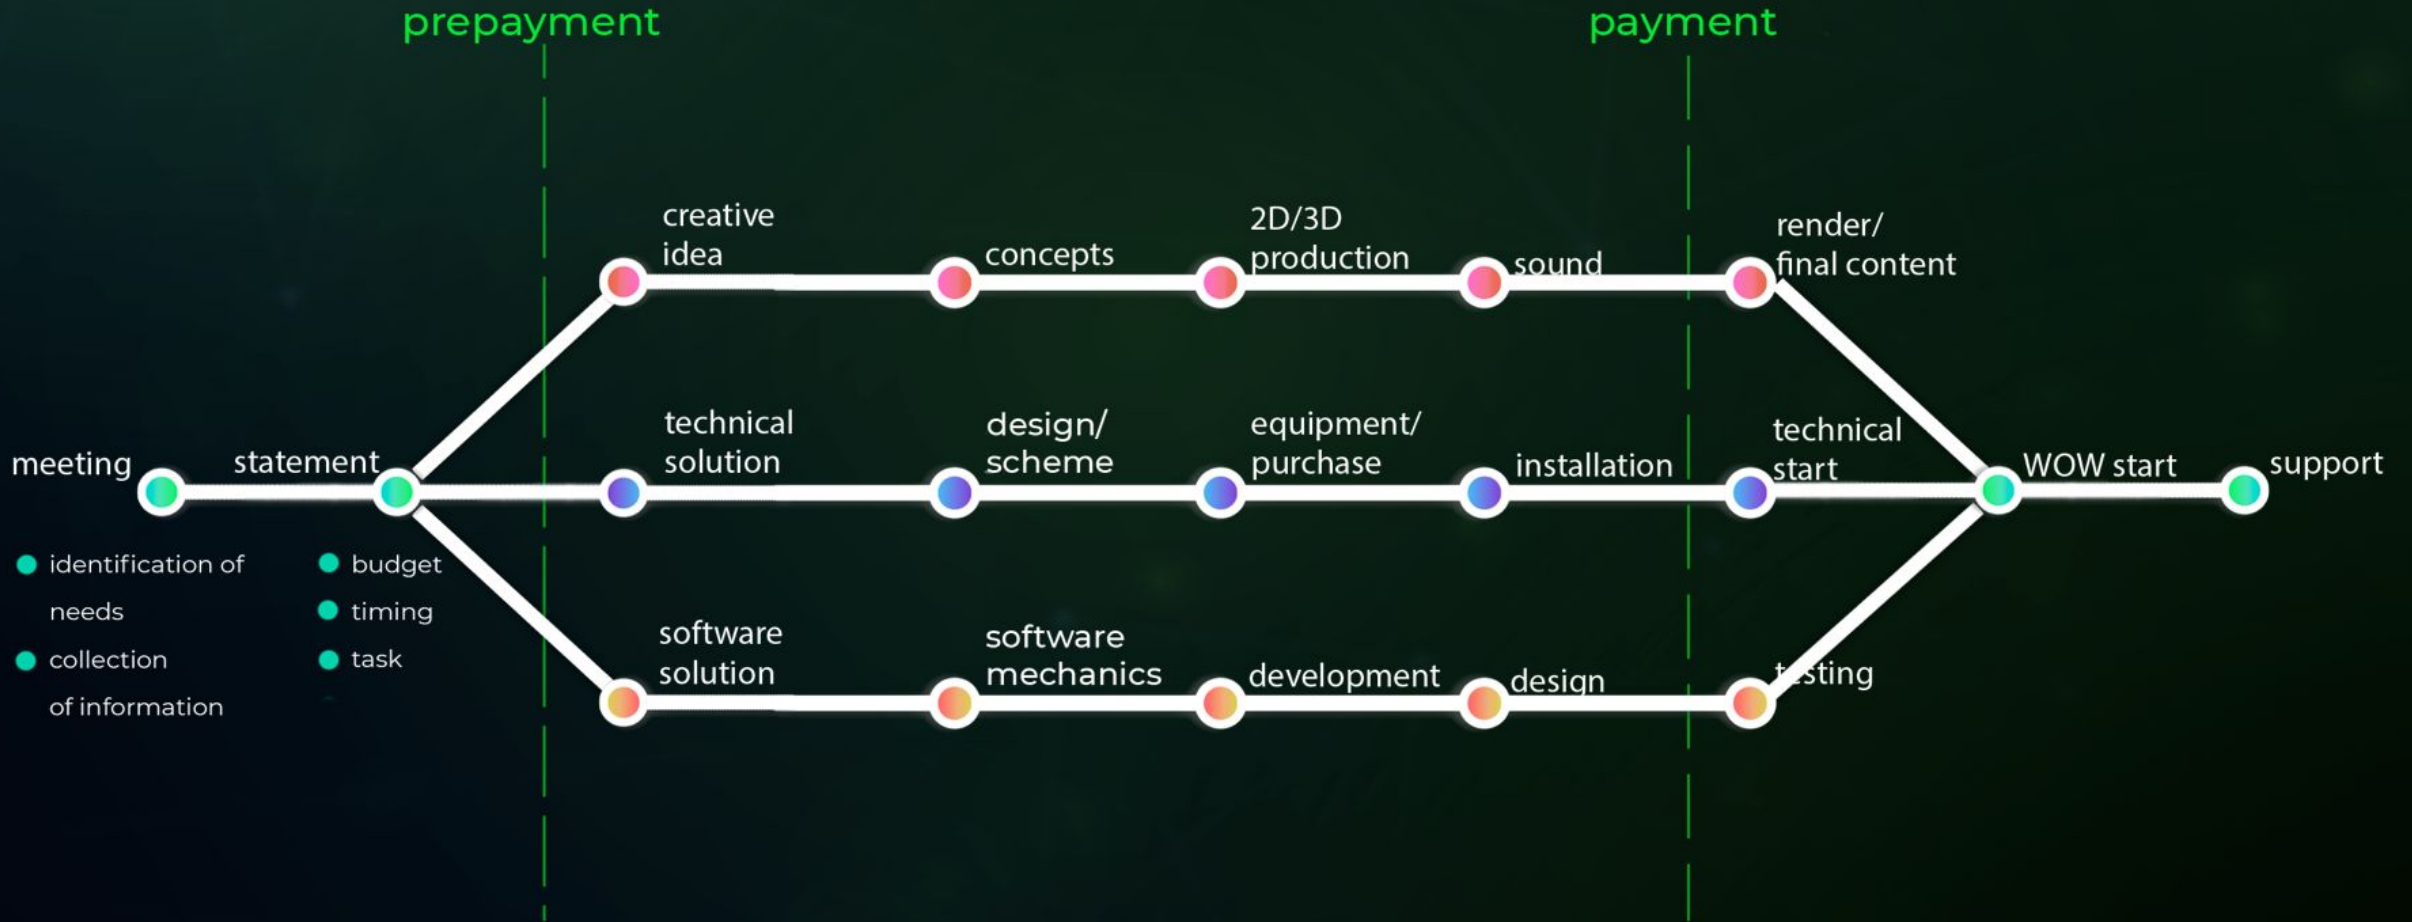 prepayment
payment
creative
idea
concepts
2D/3D
production
sound
render/
final content
meeting
statement
technical
solution
design/
scheme
equipment/
purchase
installation
technical
start
WOW start
support
identification of
needs
collection
of information
budget
timing
task
software
solution
software
mechanics
development
design
testing